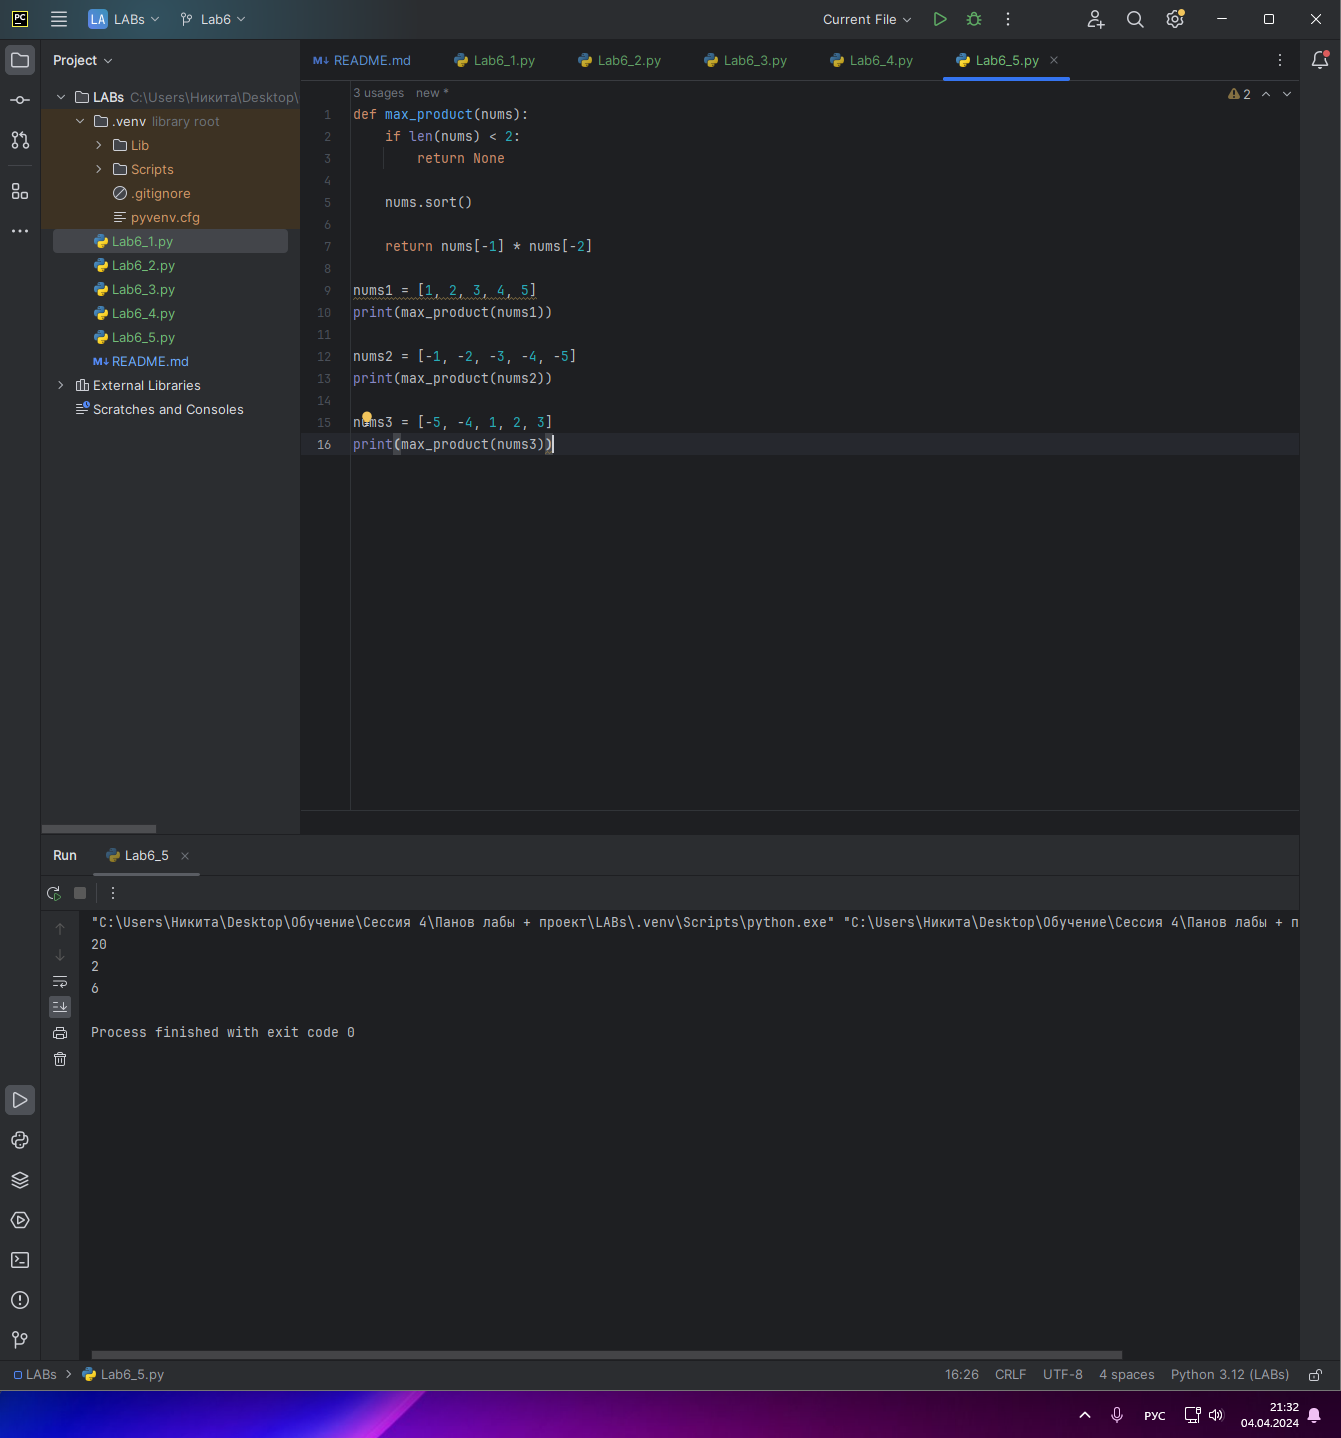 PC
LA LABs
Lab6
Current File
Project
README.md
Lab6_1.py
Lab6_2.py
Lab6_3.py
Lab6_4.py
Lab6_5.py
LABs C:\Users\Никита\Desktop\
.venv library root
Lib
Scripts
.gitignore
pyvenv.cfg
Lab6_1.py
Lab6_2.py
Lab6_3.py
Lab6_4.py
Lab6_5.py
M↓ README.md
External Libraries
Scratches and Consoles
3 usages new *
2
1 def max_product(nums):
2 if len(nums) < 2:
3 return None
4
5 nums.sort()
6
7 return nums[-1] * nums[-2]
8
9 nums1 = [1, 2, 3, 4, 5]
10 print(max_product(nums1))
11
12 nums2 = [-1, -2, -3, -4, -5]
13 print(max_product(nums2))
14
15 nums3 = [-5, -4, 1, 2, 3]
16 print(max_product(nums3))
Run
Lab6_5
"C:\Users\Никита\Desktop\Обучение\Сессия 4\Панов лабы + проект\LABs\.venv\Scripts\python.exe" "C:\Users\Никита\Desktop\Обучение\Сессия 4\Панов лабы + п
20
2
6
Process finished with exit code 0
LABs > Lab6_5.py
16:26 CRLF UTF-8 4 spaces Python 3.12 (LABs)
РУС
21:32
04.04.2024